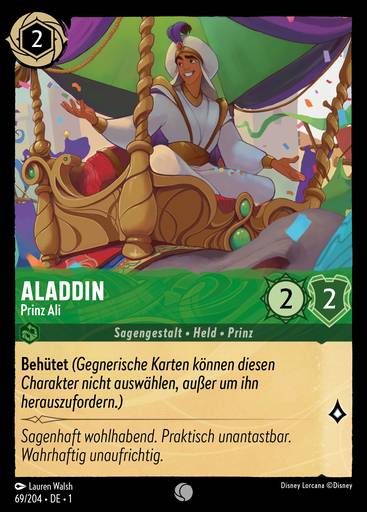 2
ALADDIN
Prinz Ali
2 2
Sagengestalt • Held • Prinz
Behütet (Gegnerische Karten können diesen
Charakter nicht auswählen, außer um ihn
herauszufordern.)
Sagenhaft wohlhabend. Praktisch unantastbar.
Wahrhaftig unaufrichtig.
Lauren Walsh
69/204 • DE • 1
Disney Lorcana ©Disney